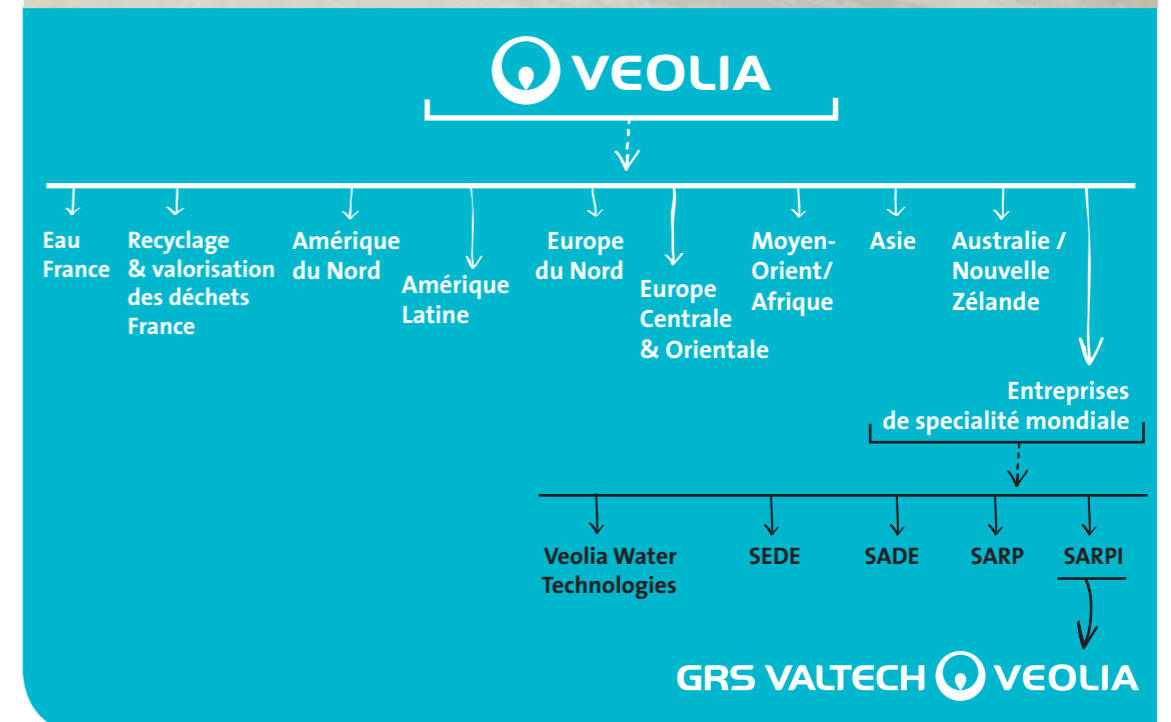 VEOLIA
Eau
France
Recyclage
& valorisation
des déchets
France
Amérique
du Nord
Amérique
Latine
Europe
du Nord
Europe
Centrale
& Orientale
Moyen-
Orient/
Afrique
Asie
Australie /
Nouvelle
Zélande
Entreprises
de specialité mondiale
Veolia Water
Technologies
SEDE
SADE
SARP
SARPI
GRS VALTECH VEOLIA